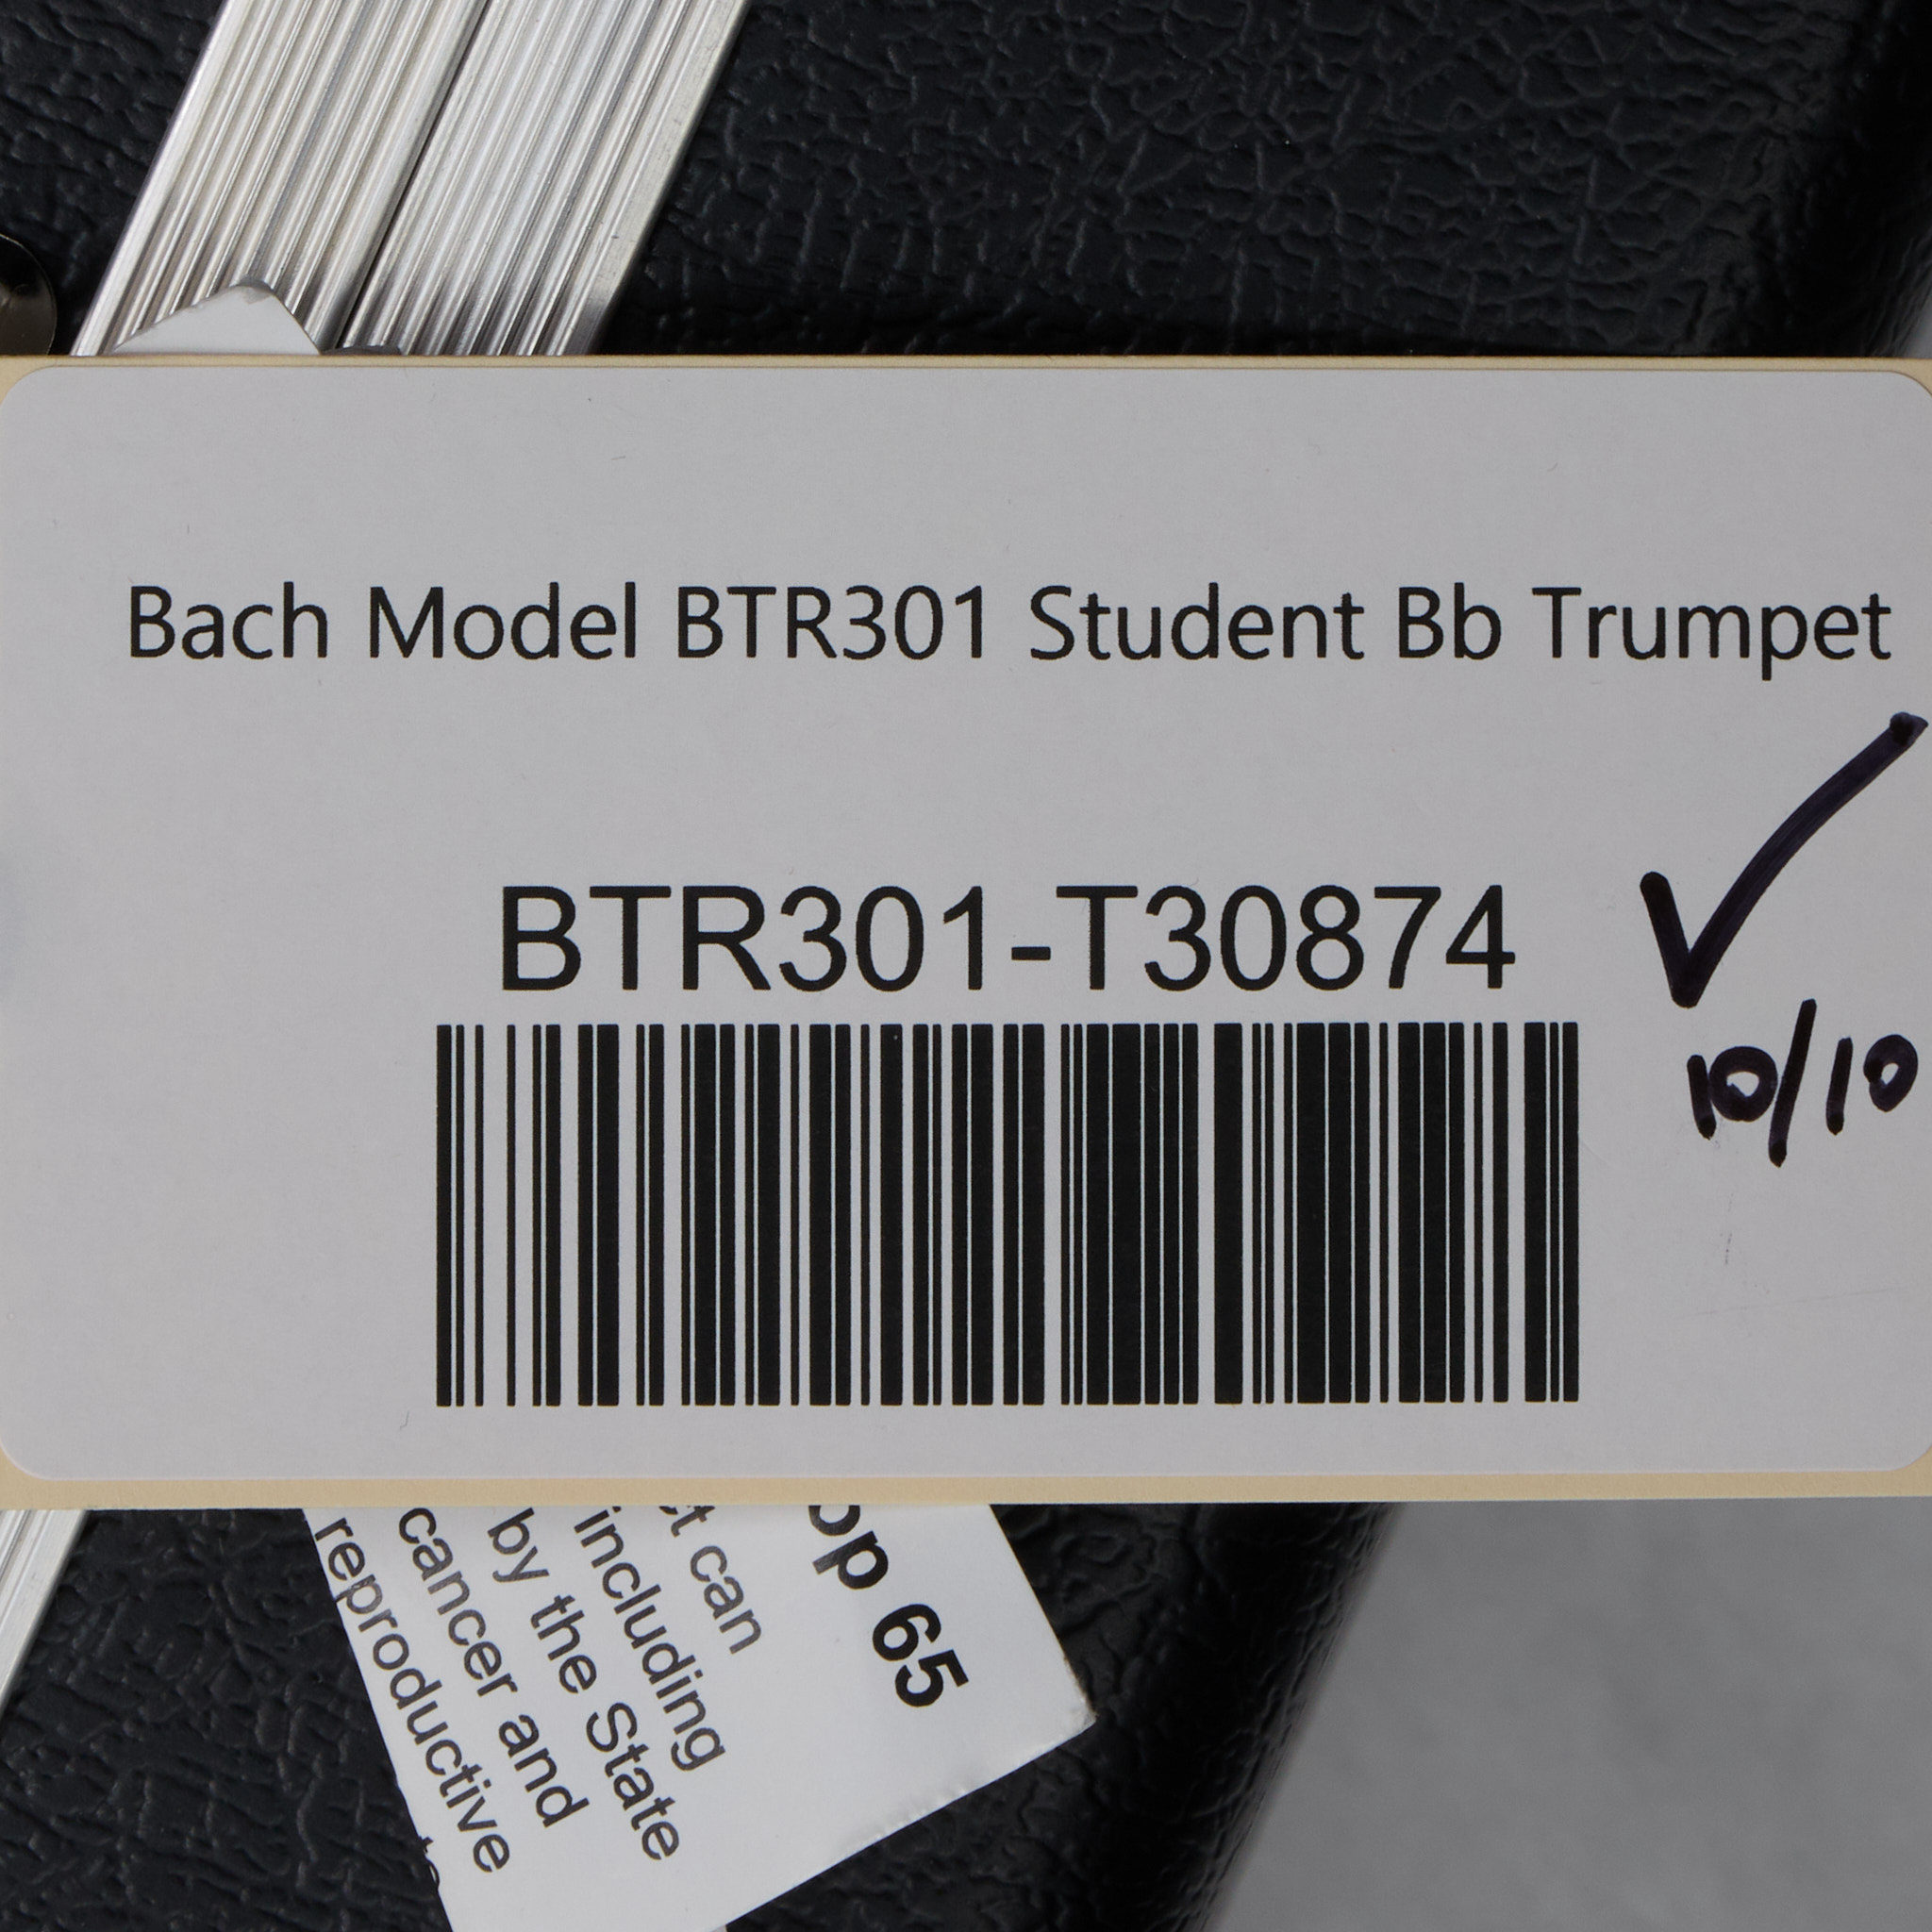 Bach Model BTR301 Student Bb Trumpet
BTR301-T30874
10/10
65
can
including
by the State
cancer and
reproductive